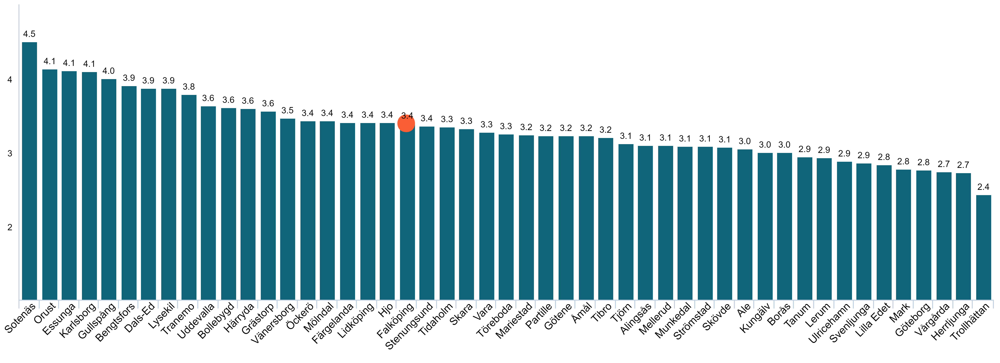 4.5
4.1
4.1
4.1
4.0
3.9
3.9
3.9
3.8
3.6
3.6
3.6
3.6
3.5
3.4
3.4
3.4
3.4
3.4
3.4
3.4
3.3
3.3
3.3
3.3
3.2
3.2
3.2
3.2
3.2
3.1
3.1
3.1
3.1
3.1
3.1
3.0
3.0
3.0
2.9
2.9
2.9
2.9
2.8
2.8
2.8
2.7
2.7
2.4
4
3
2
Sotenäs
Orust
Essunga
Karlsborg
Gullspång
Bengtsfors
Dals-Ed
Lysekil
Tranemo
Uddevalla
Bollebygd
Härryda
Grästorp
Vänersborg
Öckerö
Mölndal
Färgelanda
Lidköping
Hjo
Falköping
Stenungsund
Tidaholm
Skara
Vara
Töreboda
Mariestad
Partille
Götene
Åmål
Tibro
Tjörn
Alingsås
Mellerud
Munkedal
Strömstad
Skövde
Ale
Kungälv
Borås
Tanum
Lerum
Ulricehamn
Svenljunga
Lilla Edet
Mark
Göteborg
Vårgårda
Herrljunga
Trollhättan